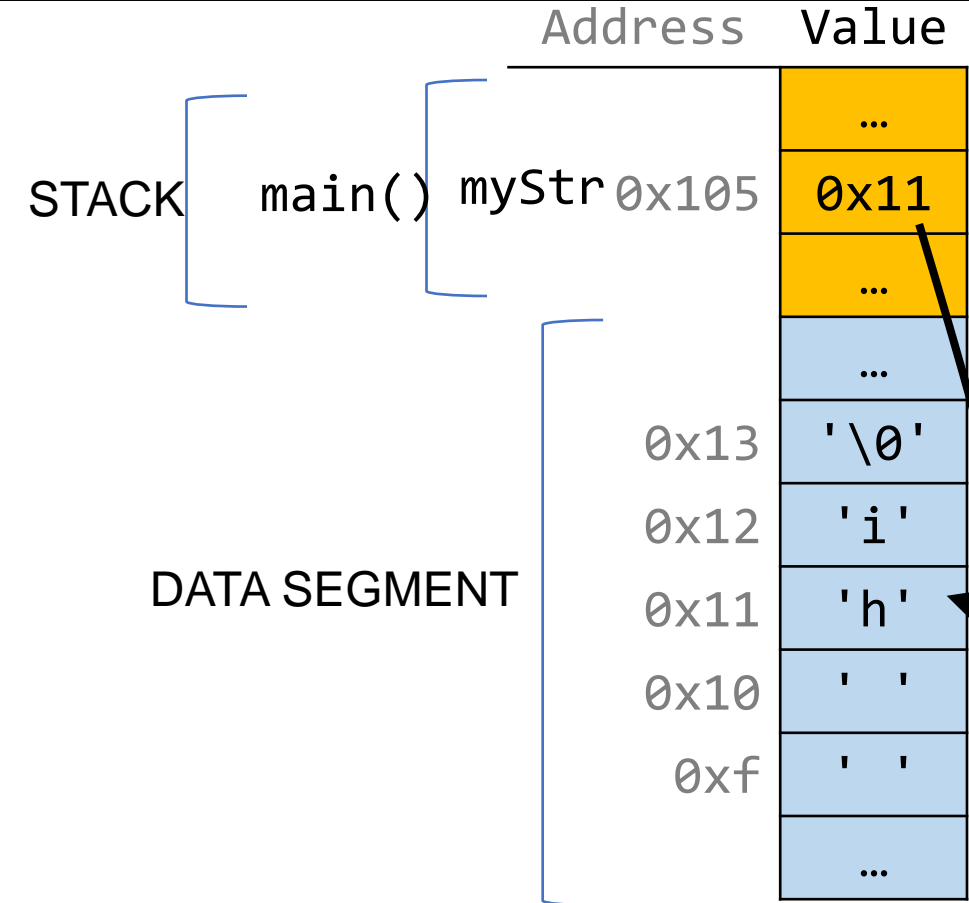 Address Value
…
STACK main() myStr 0x105 0x11
…
…
0x13 '\0'
0x12 'i'
DATA SEGMENT
0x11 'h'
0x10 ' '
0xf ' '
…